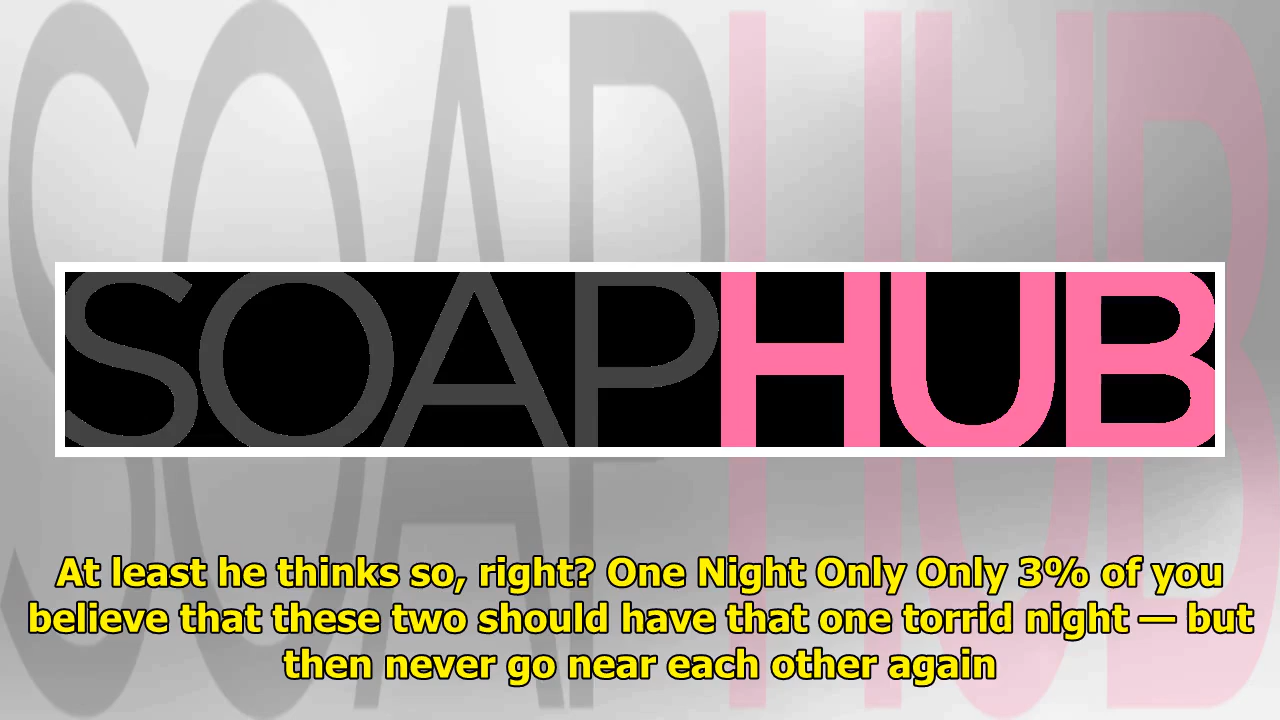 SOAPHUB
SOAPHUB
At least he thinks so, right? One Night Only Only 3% of you
believe that these two should have that one torrid night — but
then never go near each other again